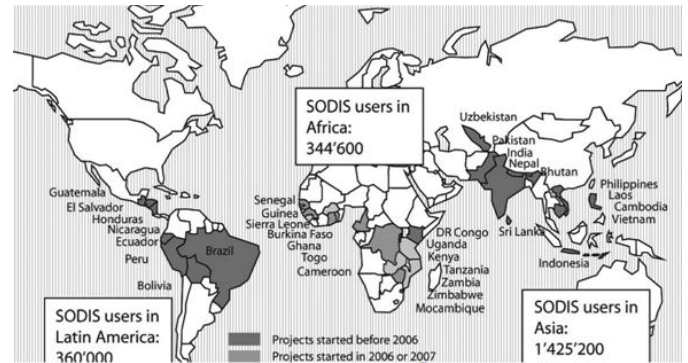 SODIS users in
Africa:
344'600
Uzbekistan
Pakistan
India
Nepal
Bhutan
Guatemala
El Salvador
Honduras
Nicaragua
Ecuador
Peru
Brazil
Bolivia
Senegal
Guinea
Sierra Leone
Burkina Faso
Ghana
Togo
Cameroon
DR Congo
Uganda
Kenya
Tanzania
Zambia
Zimbabwe
Mocambique
Sri Lanka
Philippines
Laos
Cambodia
Vietnam
Indonesia
SODIS users in
Latin America:
360'000
Projects started before 2006
Projects started in 2006 or 2007
SODIS users in
Asia:
1'425'200